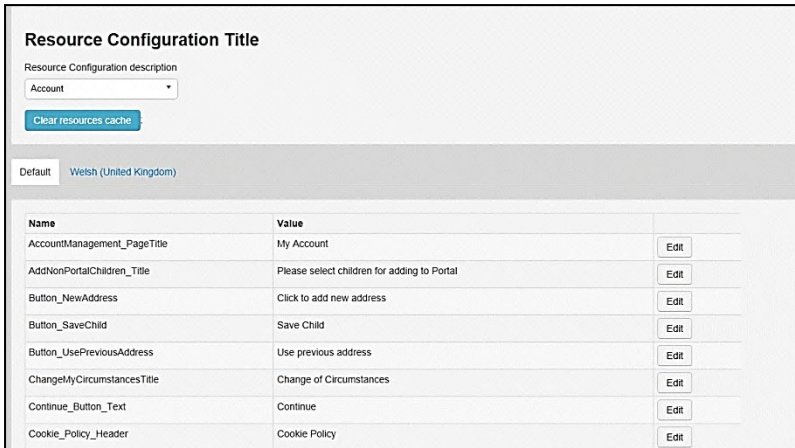 Resource Configuration Title
Resource Configuration description
Account
Clear resources cache
Default Welsh (United Kingdom)
Name Value
AccountManagement_PageTitle My Account Edit
AddNonPortalChildren_Title Please select children for adding to Portal Edit
Button_NewAddress Click to add new address Edit
Button_SaveChild Save Child Edit
Button_UsePreviousAddress Use previous address Edit
ChangeMyCircumstancesTitle Change of Circumstances Edit
Continue_Button_Text Continue Edit
Cookie_Policy_Header Cookie Policy Edit